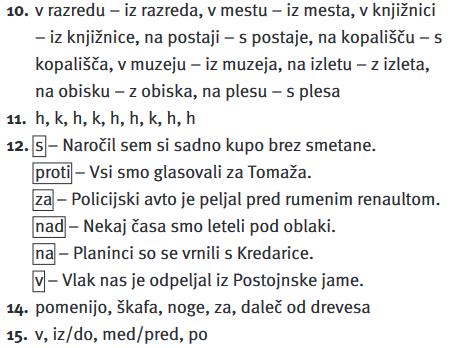 10. v razredu – iz razreda, v mestu – iz mesta, v knjižnici
– iz knjižnice, na postaji – s postaje, na kopališču – s
kopališča, v muzeju – iz muzeja, na izletu – z izleta,
na obisku – z obiska, na plesu – s plesa
11. h, k, h, k, h, h, k, h, h
12. s – Naročil sem si sadno kupo brez smetane.
proti – Vsi smo glasovali za Tomaža.
za – Policijski avto je peljal pred rumenim renaultom.
nad – Nekaj časa smo leteli pod oblaki.
na – Planinci so se vrnili s Kredarice.
v – Vlak nas je odpeljal iz Postojnske jame.
14. pomenijo, škafa, noge, za, daleč od drevesa
15. v, iz/do, med/pred, po